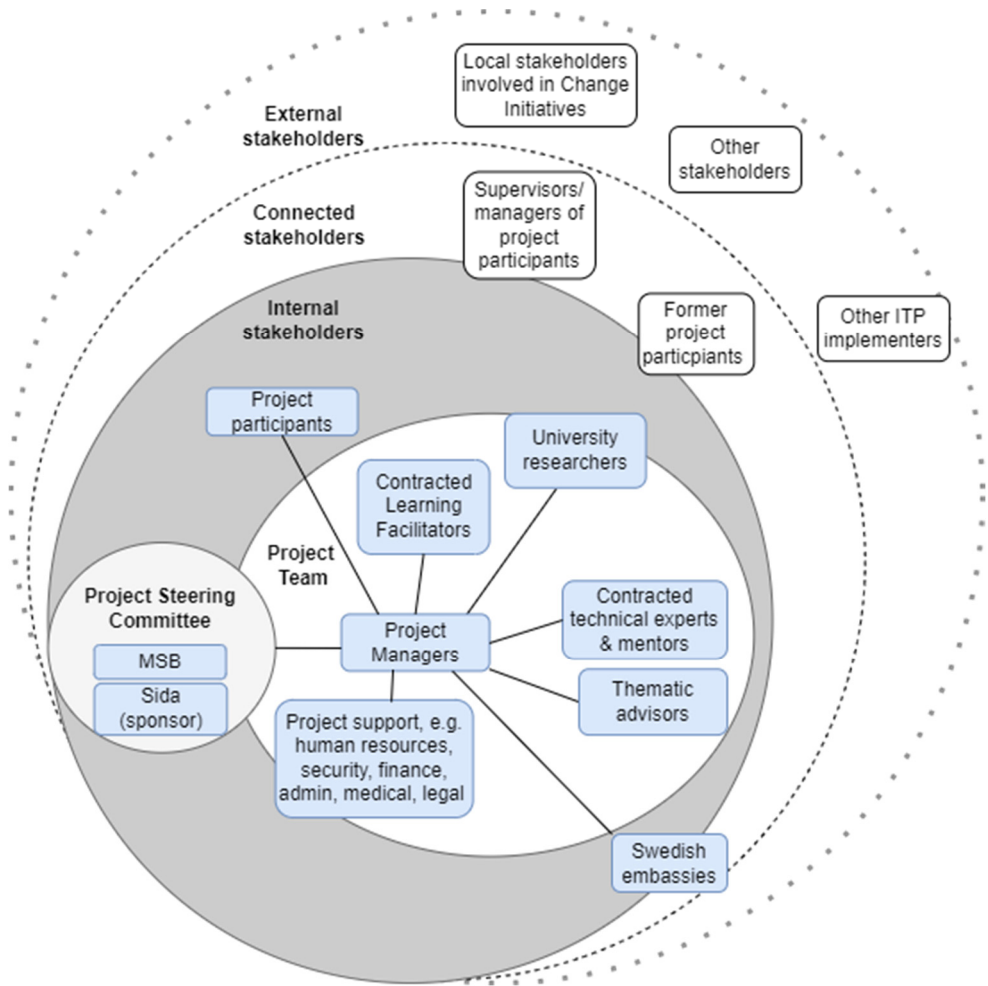 Local stakeholders
involved in Change
Initiatives
External
stakeholders
Other
stakeholders
Supervisors/
managers of
project
participants
Connected
stakeholders
Internal
stakeholders
Former
project
particpiants
Other ITP
implementers
Project
participants
University
researchers
Contracted
Learning
Facilitators
Project
Team
Project Steering
Committee
MSB
Sida
(sponsor)
Project
Managers
Contracted
technical experts
& mentors
Thematic
advisors
Project support, e.g.
human resources,
security, finance,
admin, medical, legal
Swedish
embassies